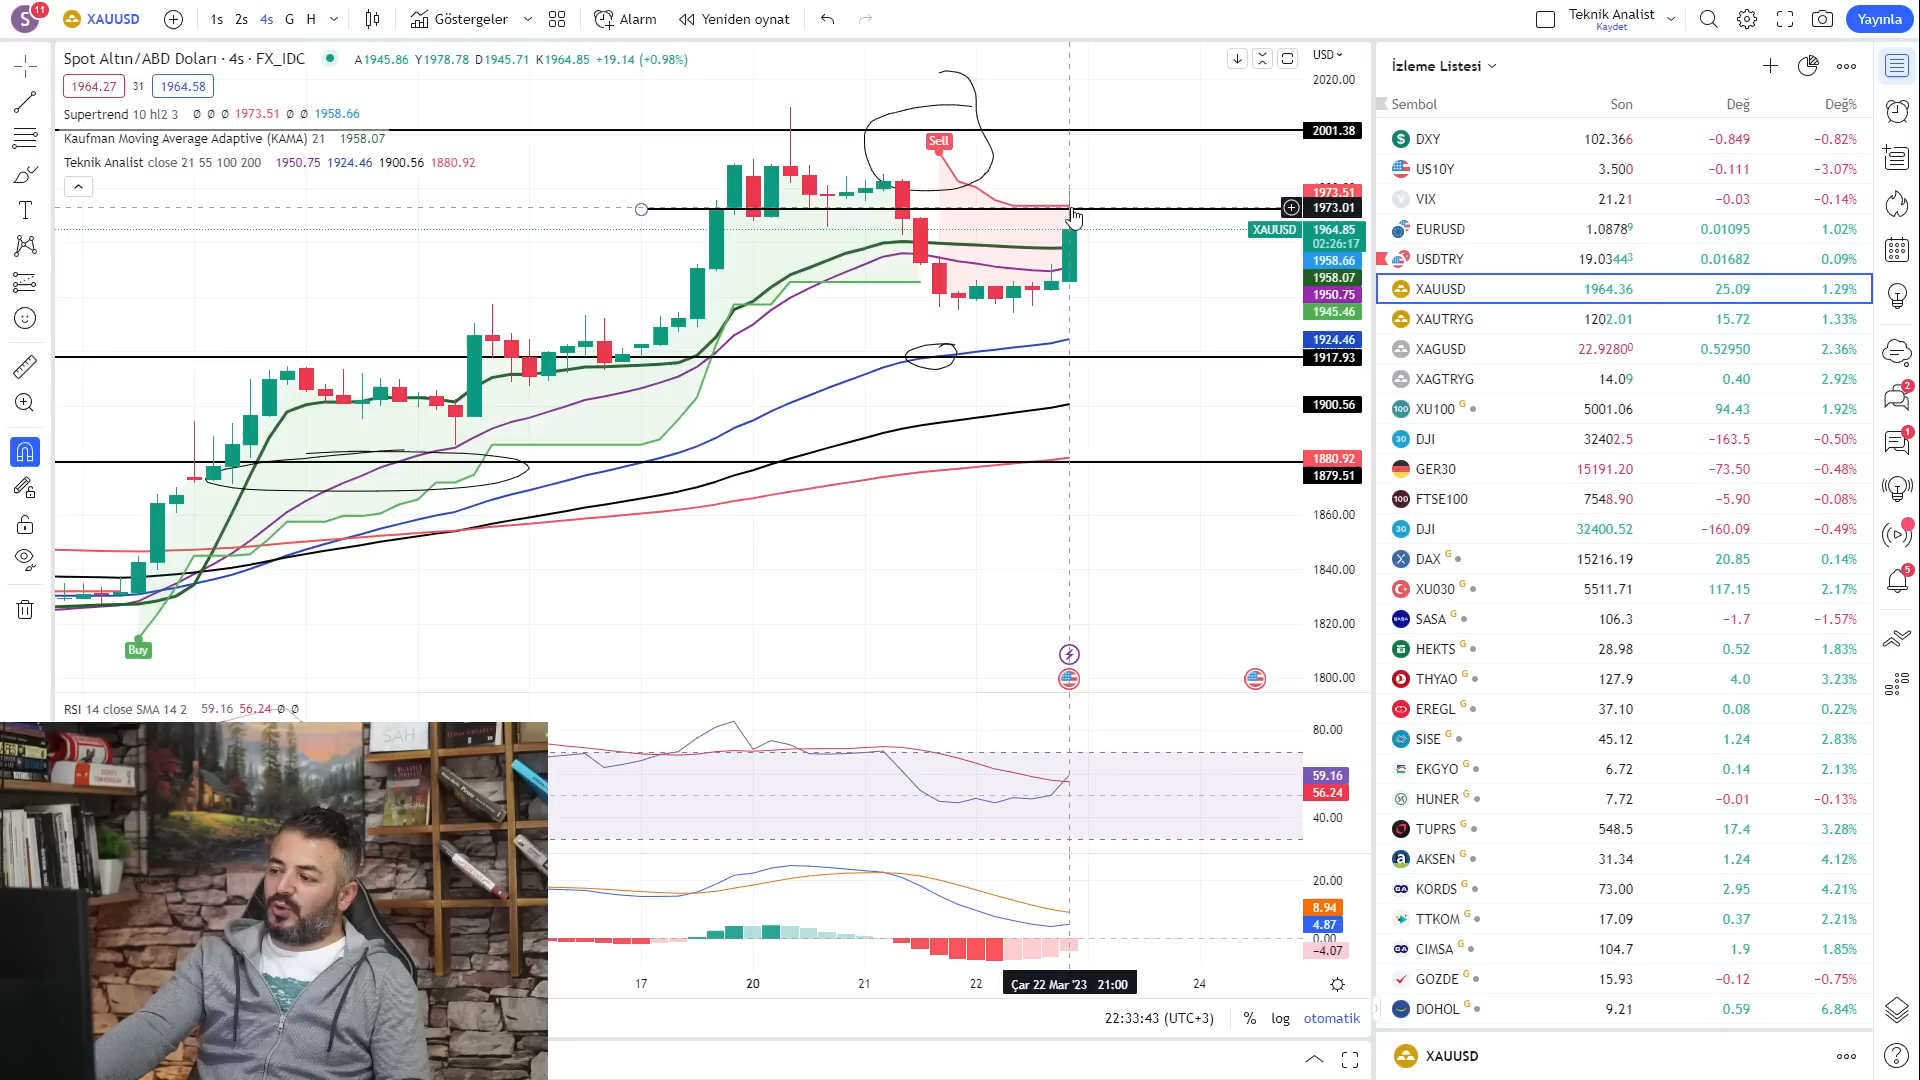 S 11 XAUUSD 1s 2s 4s G H Göstergeler Alarm Yeniden oynat Teknik Analist Kaydet Yayınla
Spot Altın/ABD Doları · 4s · FX_IDC A1945.86 Y1978.78 D1945.71 K1964.85 +19.14 (+0.98%)
1964.27 31 1964.58
Supertrend 10 hl2 3 Ø Ø Ø 1973.51 Ø Ø 1958.66
Kaufman Moving Average Adaptive (KAMA) 21 1958.07
Teknik Analist close 21 55 100 200 1950.75 1924.46 1900.56 1880.92
Sell
Buy
USD
2020.00
2001.38
1973.51
1973.01
XAUUSD 1964.85
02:26:17
1958.66
1958.07
1950.75
1945.46
1924.46
1917.93
1900.56
1880.92
1879.51
1860.00
1840.00
1820.00
1800.00
RSI 14 close SMA 14 2 59.16 56.24 Ø Ø
80.00
59.16
56.24
40.00
20.00
8.94
4.87
0.00
−4.07
17 20 21 22 Çar 22 Mar '23 21:00 24
22:33:43 (UTC+3) % log otomatik
İzleme Listesi
Sembol Son Değ Değ%
DXY 102.366 −0.849 −0.82%
US10Y 3.500 −0.111 −3.07%
VIX 21.21 −0.03 −0.14%
EURUSD 1.08789 0.01095 1.02%
USDTRY 19.03443 0.01682 0.09%
XAUUSD 1964.36 25.09 1.29%
XAUTRYG 1202.01 15.72 1.33%
XAGUSD 22.92800 0.52950 2.36%
XAGTRYG 14.09 0.40 2.92%
XU100 G 5001.06 94.43 1.92%
DJI 32402.5 −163.5 −0.50%
GER30 15191.20 −73.50 −0.48%
FTSE100 7548.90 −5.90 −0.08%
DJI 32400.52 −160.09 −0.49%
DAX G 15216.19 20.85 0.14%
XU030 G 5511.71 117.15 2.17%
SASA G 106.3 −1.7 −1.57%
HEKTS G 28.98 0.52 1.83%
THYAO G 127.9 4.0 3.23%
EREGL G 37.10 0.08 0.22%
SISE G 45.12 1.24 2.83%
EKGYO G 6.72 0.14 2.13%
HUNER G 7.72 −0.01 −0.13%
TUPRS G 548.5 17.4 3.28%
AKSEN G 31.34 1.24 4.12%
KORDS G 73.00 2.95 4.21%
TTKOM G 17.09 0.37 2.21%
CIMSA G 104.7 1.9 1.85%
GOZDE G 15.93 −0.12 −0.75%
DOHOL G 9.21 0.59 6.84%
XAUUSD
2
1
5
ŞAH